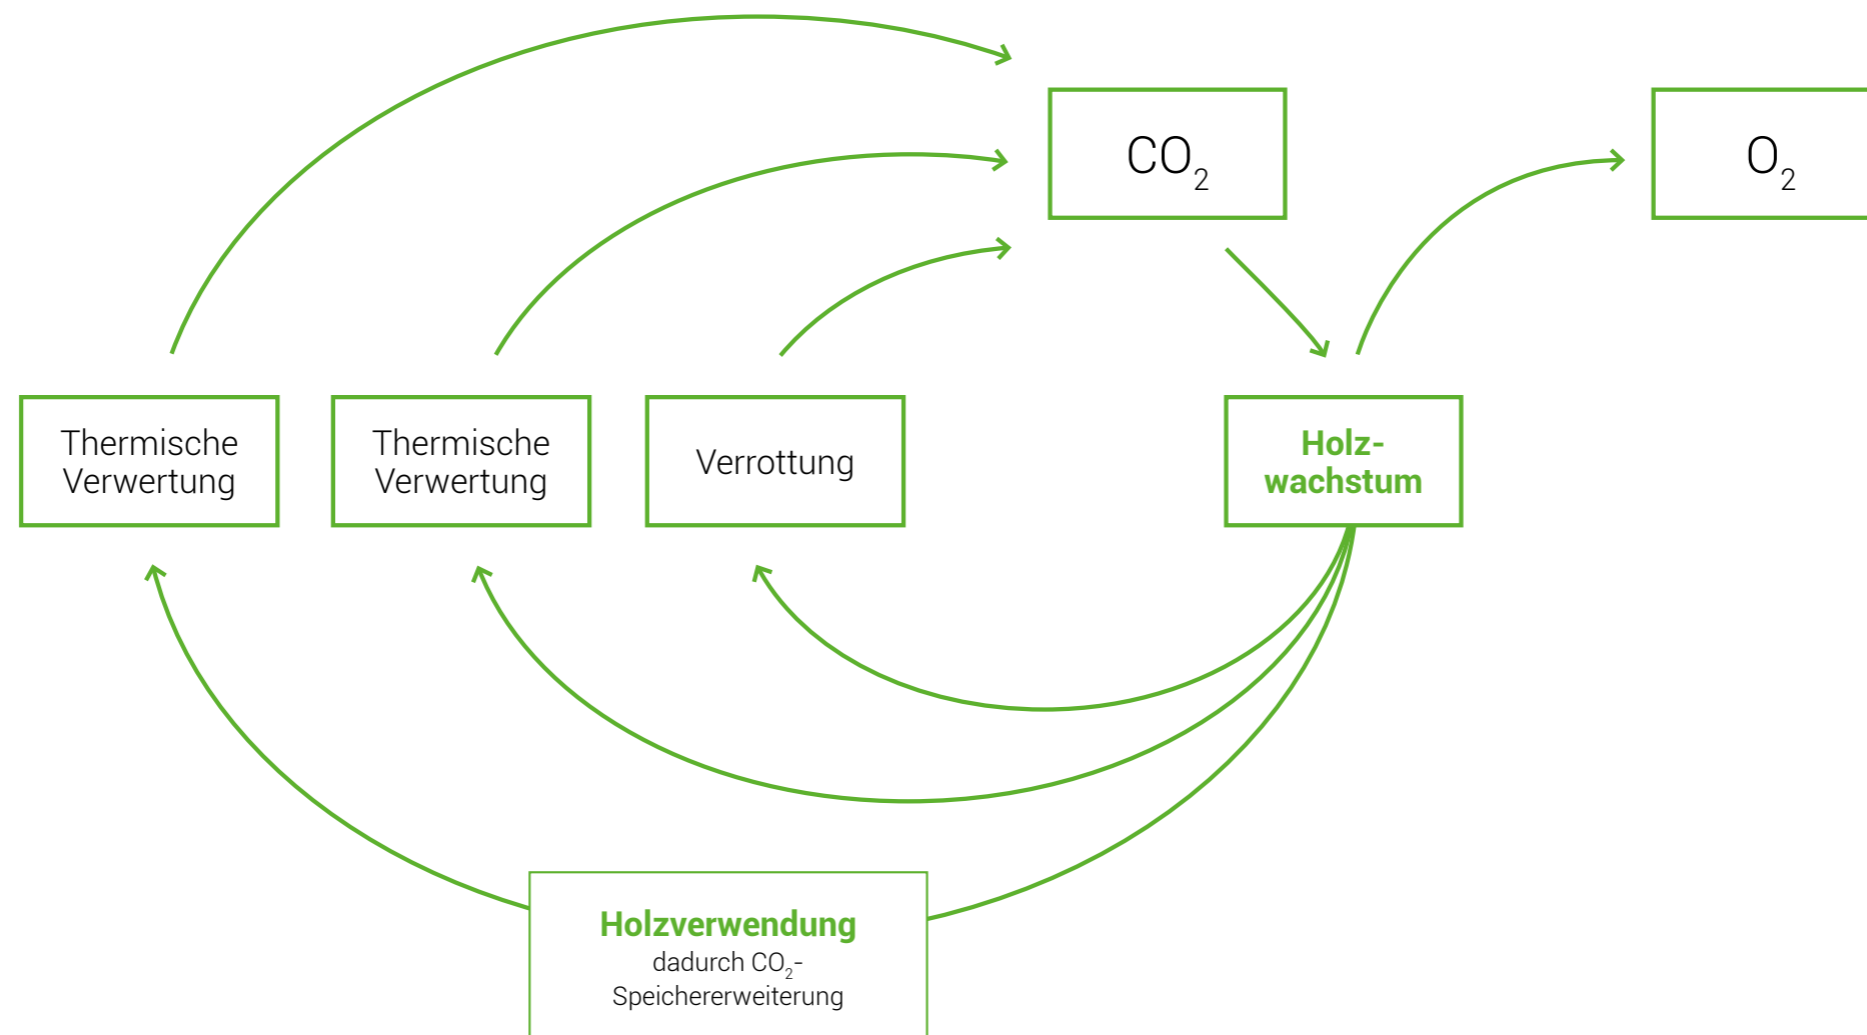 CO₂
O₂
Thermische
Verwertung
Thermische
Verwertung
Verrottung
Holz-
wachstum
Holzverwendung
dadurch CO₂-
Speichererweiterung